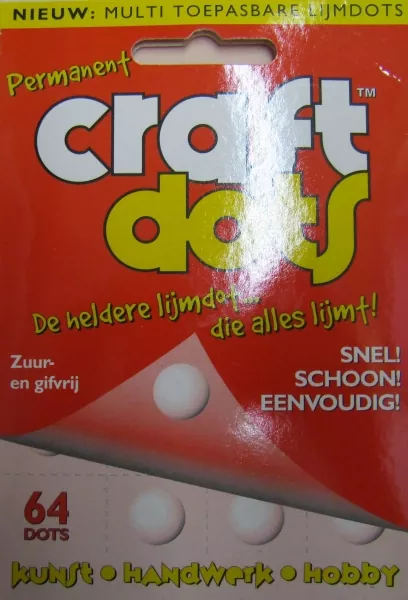 NIEUW: MULTI TOEPASBARE LIJMDOTS
Permanent
craft™
dots
De heldere lijmdot...
die alles lijmt!
Zuur-
en gifvrij
SNEL!
SCHOON!
EENVOUDIG!
64
DOTS
kunst • handwerk • hobby